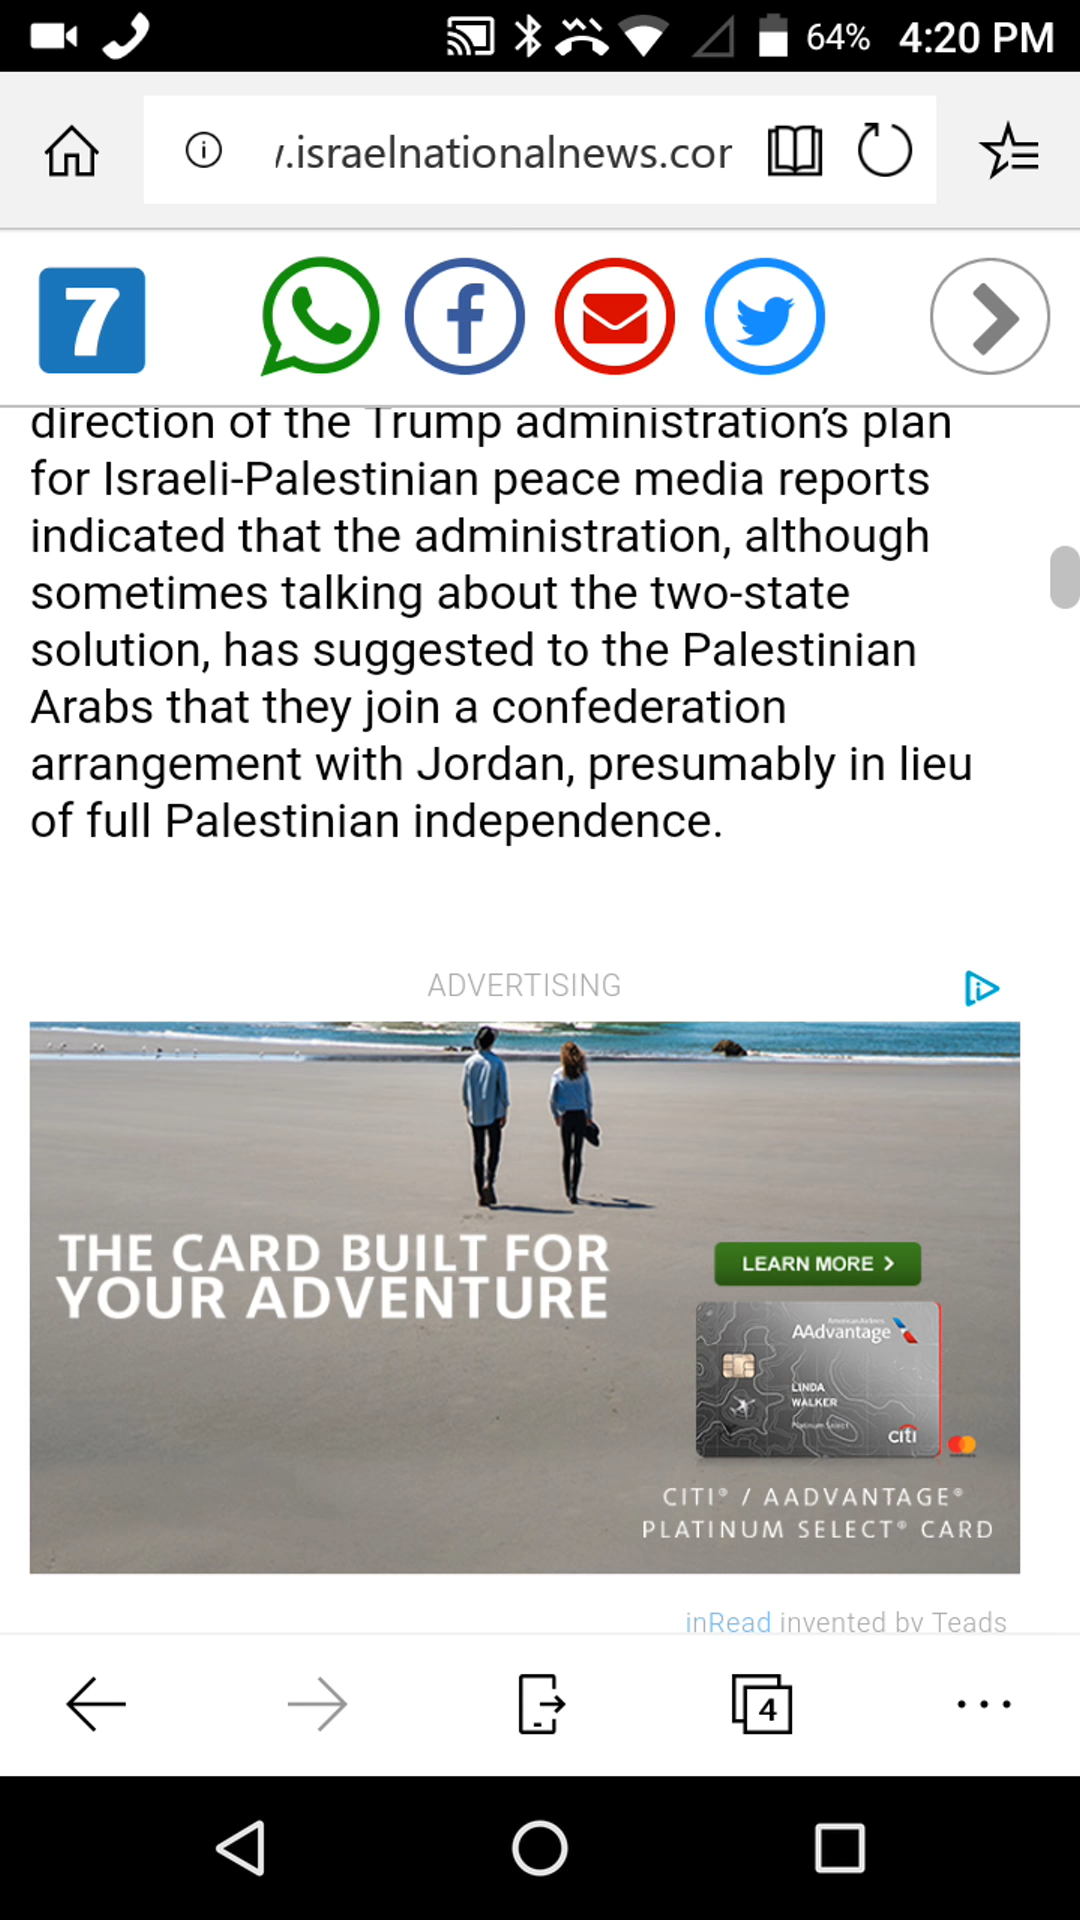 64% 4:20 PM
.israelnationalnews.cor
7
direction of the Trump administration's plan
for Israeli-Palestinian peace media reports
indicated that the administration, although
sometimes talking about the two-state
solution, has suggested to the Palestinian
Arabs that they join a confederation
arrangement with Jordan, presumably in lieu
of full Palestinian independence.
ADVERTISING
THE CARD BUILT FOR
YOUR ADVENTURE
LEARN MORE >
AmericanAirlines
AAdvantage
LINDA
WALKER
Platinum Select
citi
CITI® / AADVANTAGE®
PLATINUM SELECT® CARD
inRead invented by Teads
4